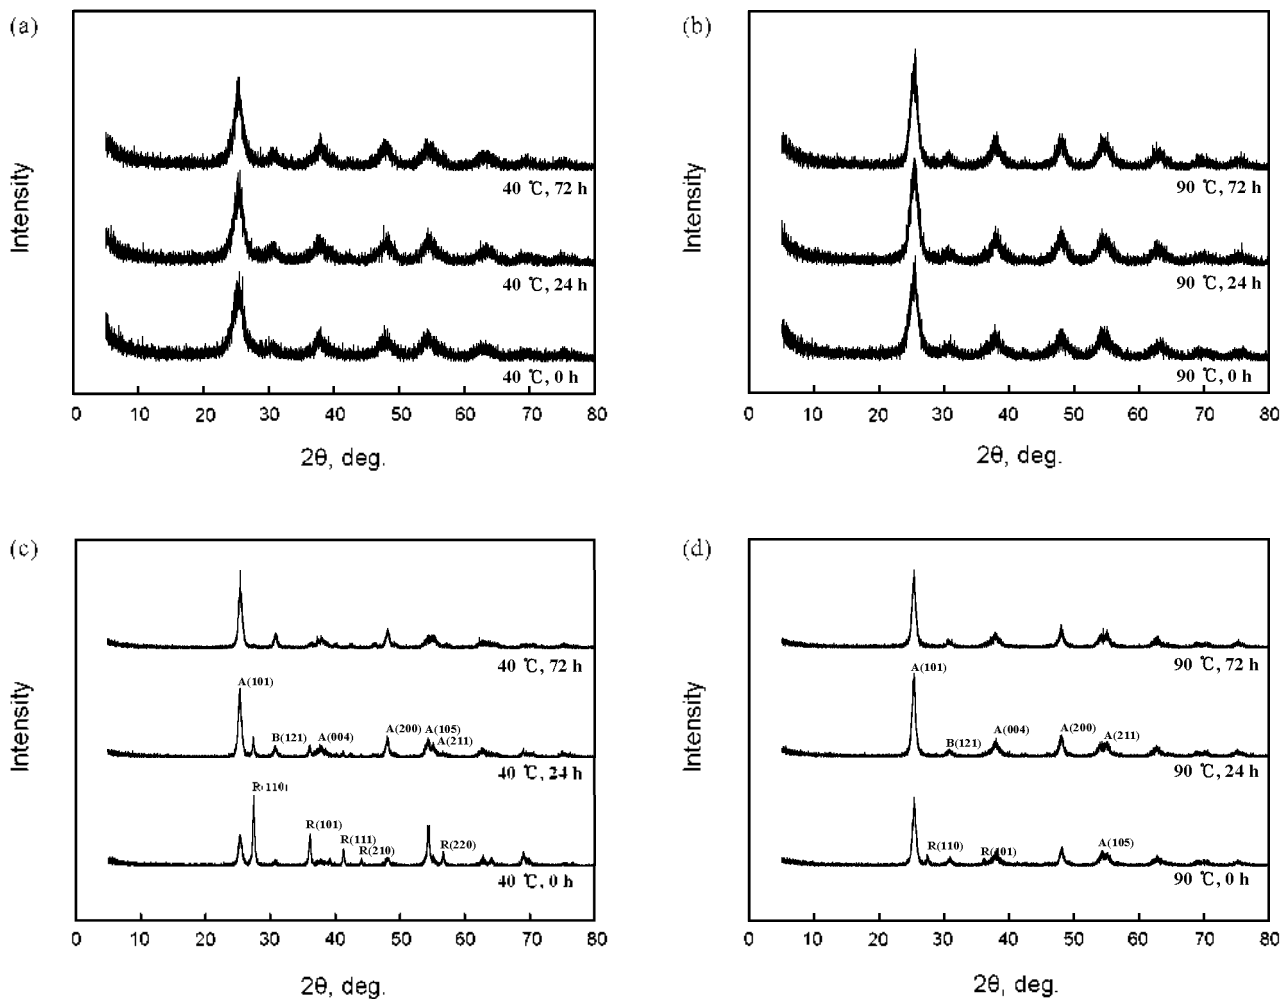 (a)
Intensity
40 ℃, 72 h
40 ℃, 24 h
40 ℃, 0 h
0 10 20 30 40 50 60 70 80
2θ, deg.
(b)
Intensity
90 ℃, 72 h
90 ℃, 24 h
90 ℃, 0 h
0 10 20 30 40 50 60 70 80
2θ, deg.
(c)
Intensity
40 ℃, 72 h
A(101)
B(121) A(004) A(200) A(105)
A(211)
40 ℃, 24 h
R(110)
R(101)
R(111)
R(210) R(220)
40 ℃, 0 h
0 10 20 30 40 50 60 70 80
2θ, deg.
(d)
Intensity
90 ℃, 72 h
A(101)
B(121) A(004) A(200) A(211)
90 ℃, 24 h
R(110) R(101) A(105)
90 ℃, 0 h
0 10 20 30 40 50 60 70 80
2θ, deg.